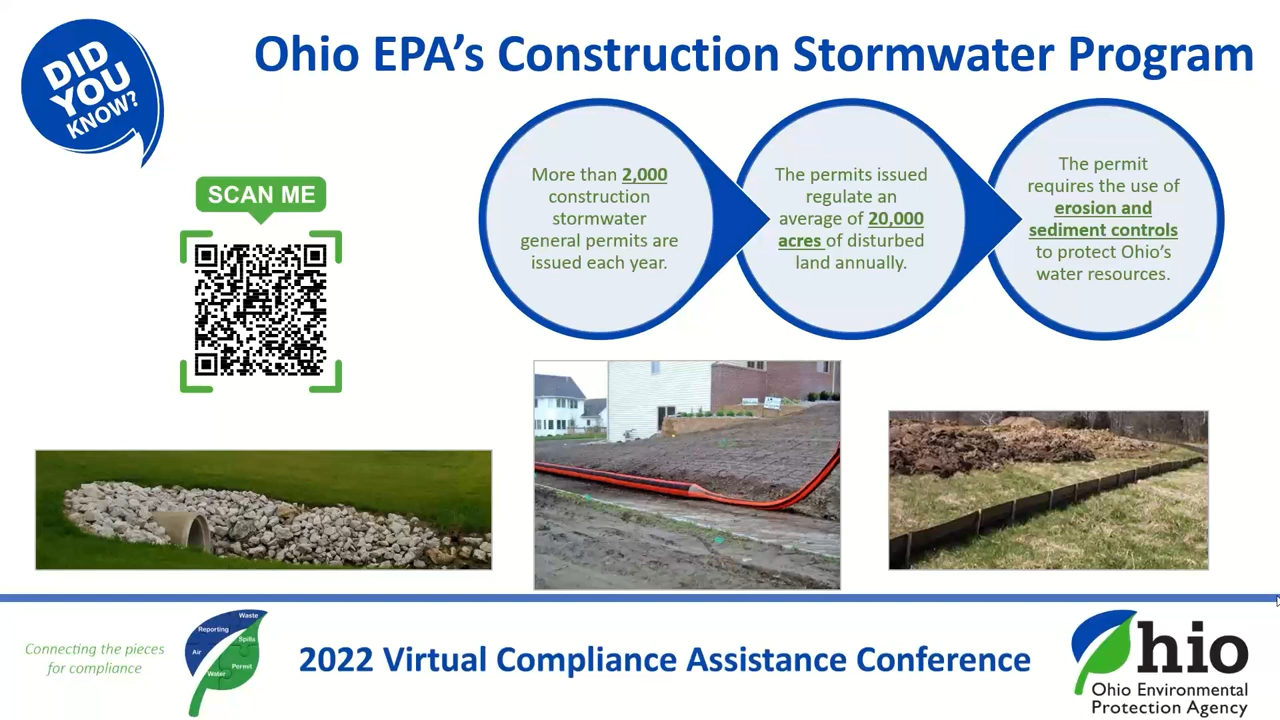 DID
YOU
KNOW?
Ohio EPA’s Construction Stormwater Program
SCAN ME
More than 2,000
construction
stormwater
general permits are
issued each year.
The permits issued
regulate an
average of 20,000
acres of disturbed
land annually.
The permit
requires the use of
erosion and
sediment controls
to protect Ohio’s
water resources.
Connecting the pieces
for compliance
Waste
Reporting
Spills
Air
Permit
Water
2022 Virtual Compliance Assistance Conference
Ohio
Ohio Environmental
Protection Agency